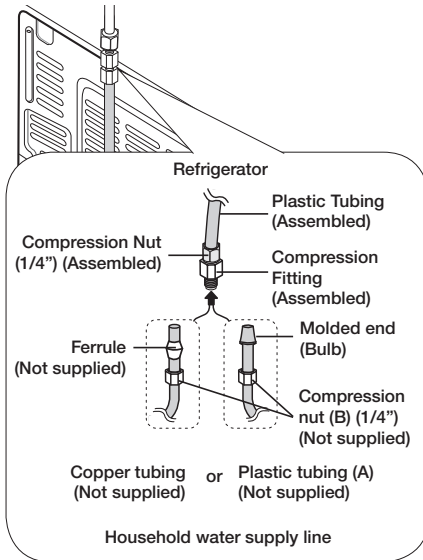 Refrigerator
Plastic Tubing
(Assembled)
Compression Nut
(1/4”) (Assembled)
Compression
Fitting
(Assembled)
Ferrule
(Not supplied)
Molded end
(Bulb)
Compression
nut (B) (1/4”)
(Not supplied)
Copper tubing
(Not supplied)
or
Plastic tubing (A)
(Not supplied)
Household water supply line